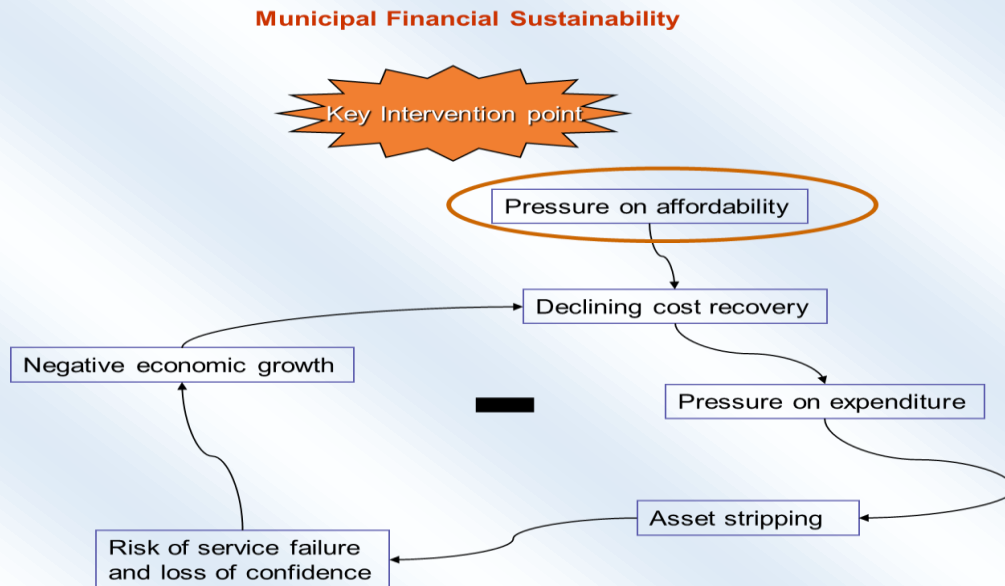 Municipal Financial Sustainability
Key Intervention point
Pressure on affordability
Declining cost recovery
Negative economic growth
Pressure on expenditure
Asset stripping
Risk of service failure
and loss of confidence